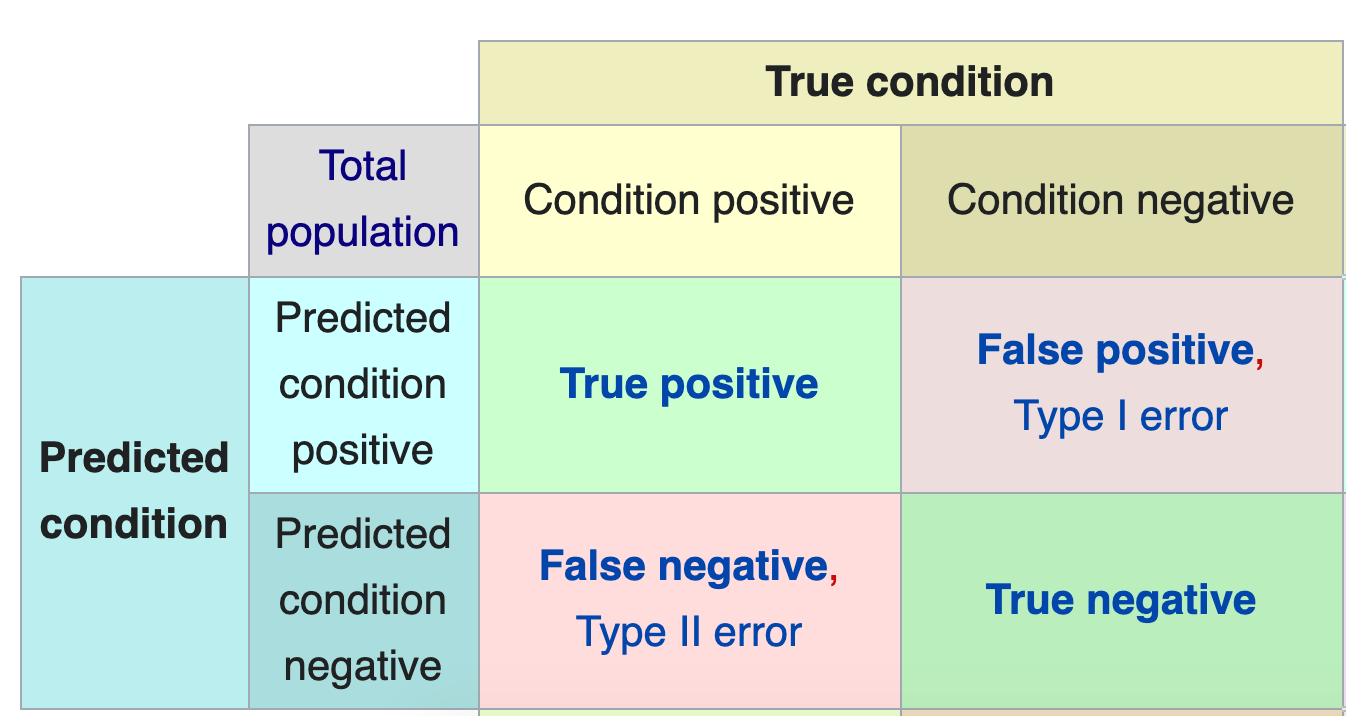 True condition
Total
population
Condition positive
Condition negative
Predicted
condition
Predicted
condition
positive
True positive
False positive,
Type I error
Predicted
condition
negative
False negative,
Type II error
True negative